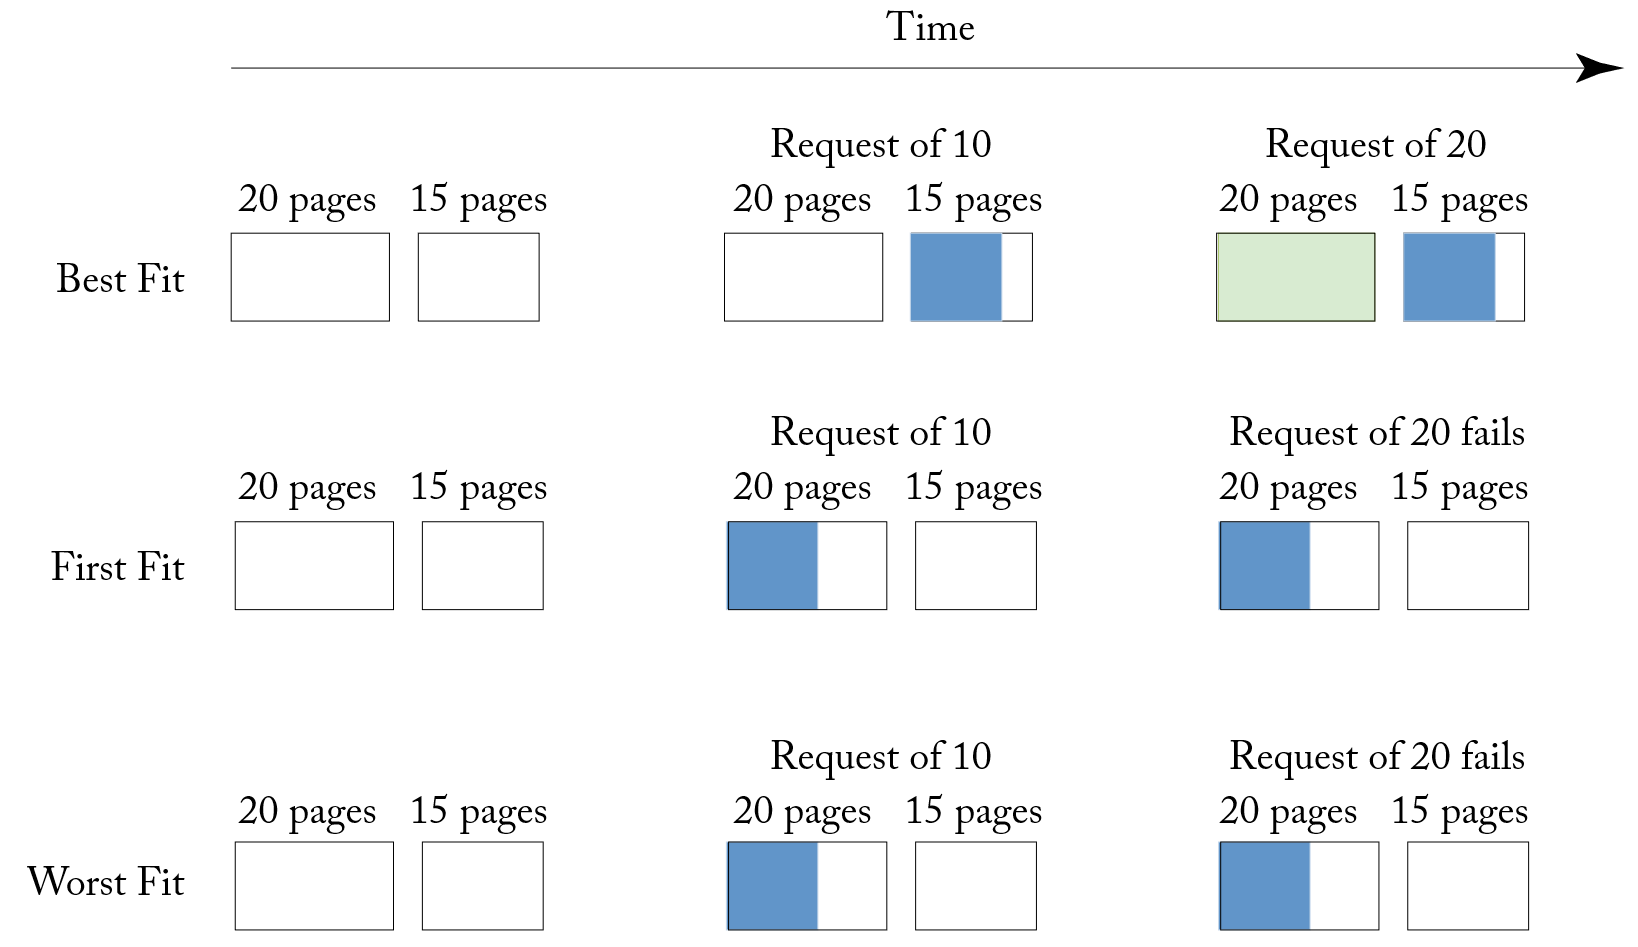 Time
Request of 10 Request of 20
20 pages 15 pages 20 pages 15 pages 20 pages 15 pages
Best Fit
Request of 10 Request of 20 fails
20 pages 15 pages 20 pages 15 pages 20 pages 15 pages
First Fit
Request of 10 Request of 20 fails
20 pages 15 pages 20 pages 15 pages 20 pages 15 pages
Worst Fit